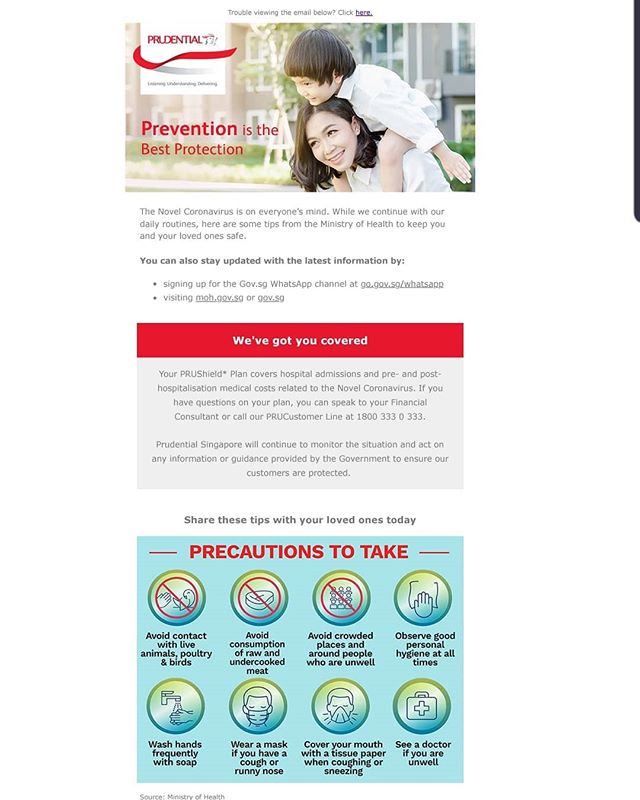 Trouble viewing the email below? Click here.
PRUDENTIAL
Listening. Understanding. Delivering.
Prevention is the
Best Protection
The Novel Coronavirus is on everyone's mind. While we continue with our
daily routines, here are some tips from the Ministry of Health to keep you
and your loved ones safe.
You can also stay updated with the latest information by:
• signing up for the Gov.sg WhatsApp channel at go.gov.sg/whatsapp
• visiting moh.gov.sg or gov.sg
We've got you covered
Your PRUShield* Plan covers hospital admissions and pre- and post-
hospitalisation medical costs related to the Novel Coronavirus. If you
have questions on your plan, you can speak to your Financial
Consultant or call our PRUCustomer Line at 1800 333 0 333.
Prudential Singapore will continue to monitor the situation and act on
any information or guidance provided by the Government to ensure our
customers are protected.
Share these tips with your loved ones today
PRECAUTIONS TO TAKE
Avoid contact
with live
animals, poultry
& birds
Avoid
consumption
of raw and
undercooked
meat
Avoid crowded
places and
around people
who are unwell
Observe good
personal
hygiene at all
times
Wash hands
frequently
with soap
Wear a mask
if you have a
cough or
runny nose
Cover your mouth
with a tissue paper
when coughing or
sneezing
See a doctor
if you are
unwell
Source: Ministry of Health